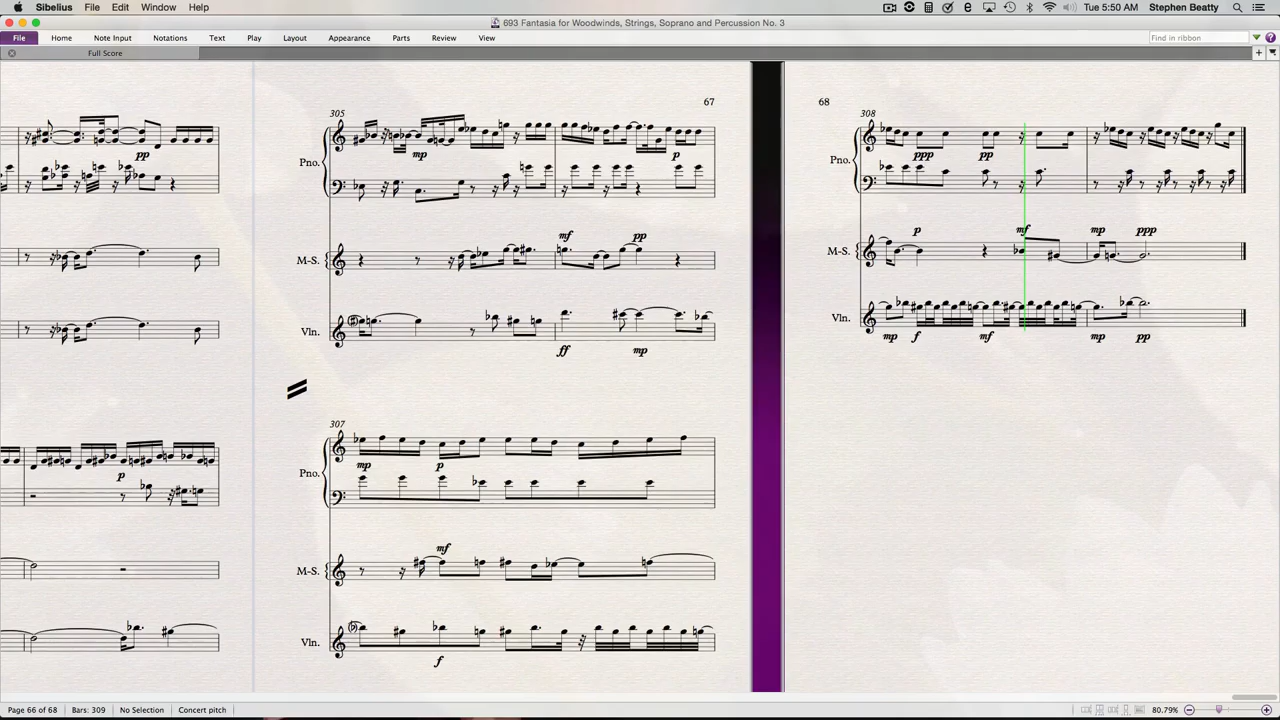 Sibelius File Edit Window Help Tue 5:50 AM Stephen Beatty
693 Fantasia for Woodwinds, Strings, Soprano and Percussion No. 3
File Home Note Input Notations Text Play Layout Appearance Parts Review View Find in ribbon
Full Score
67
68
305
308
Pno.
mp
p
pp
Pno.
ppp
pp
M-S.
mf
pp
M-S.
p
mf
mp
ppp
Vln.
ff
mp
Vln.
mp
f
mf
mp
pp
307
Pno.
mp
p
p
M-S.
mf
Vln.
f
Page 66 of 68 Bars: 309 No Selection Concert pitch 80.79%